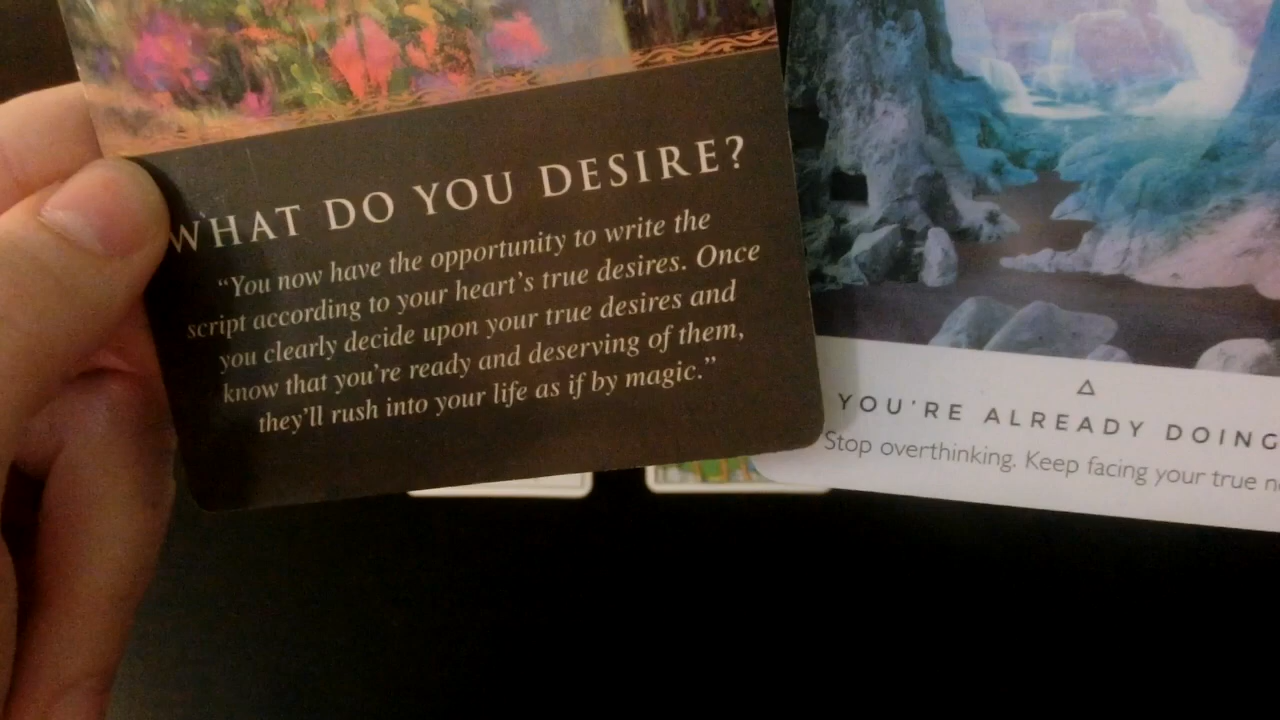 WHAT DO YOU DESIRE?
“You now have the opportunity to write the
script according to your heart’s true desires. Once
you clearly decide upon your true desires and
know that you’re ready and deserving of them,
they’ll rush into your life as if by magic.”
YOU'RE ALREADY DOING
Stop overthinking. Keep facing your true